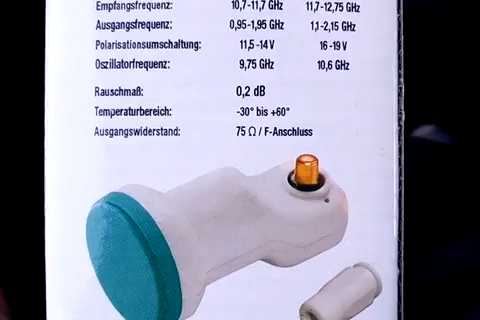 Empfangsfrequenz: 10,7-11,7 GHz 11,7-12,75 GHz
Ausgangsfrequenz: 0,95-1,95 GHz 1,1-2,15 GHz
Polarisationsumschaltung: 11,5 -14 V 16 -19 V
Oszillatorfrequenz: 9,75 GHz 10,6 GHz
Rauschmaß: 0,2 dB
Temperaturbereich: -30° bis +60°
Ausgangswiderstand: 75 Ω / F-Anschluss